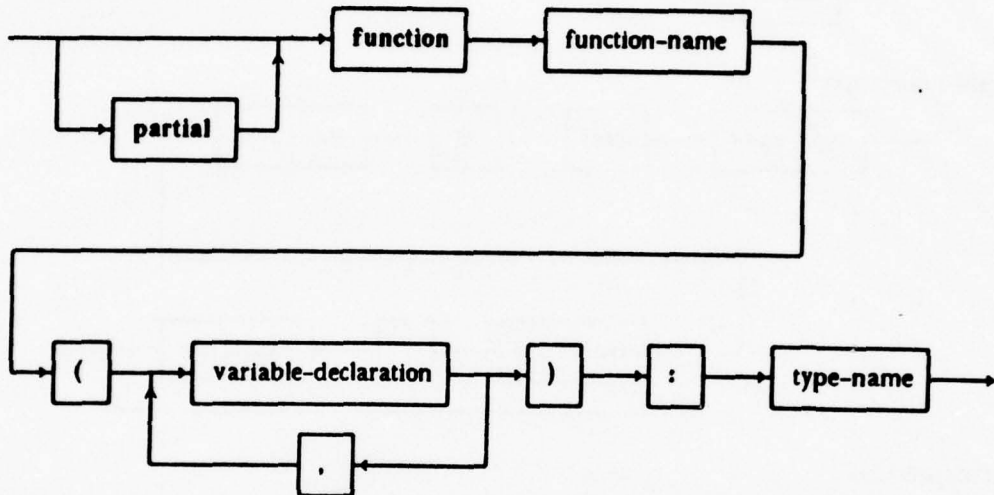 function function-name
partial
( variable-declaration ) : type-name
,